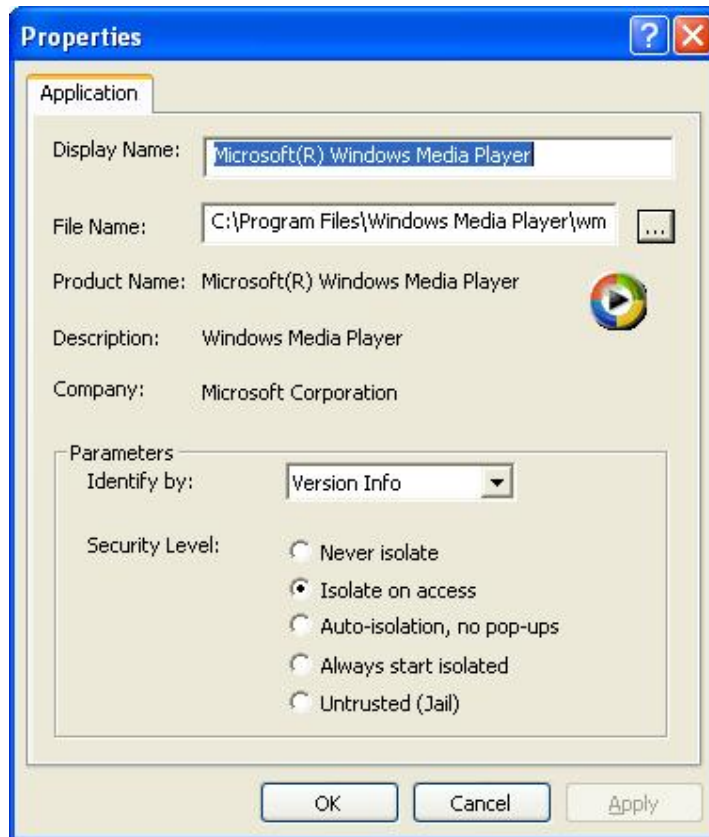 Properties
Application
Display Name: Microsoft(R) Windows Media Player
File Name: C:\Program Files\Windows Media Player\wm ...
Product Name: Microsoft(R) Windows Media Player
Description: Windows Media Player
Company: Microsoft Corporation
Parameters
Identify by: Version Info
Security Level: Never isolate
Isolate on access
Auto-isolation, no pop-ups
Always start isolated
Untrusted (Jail)
OK Cancel Apply